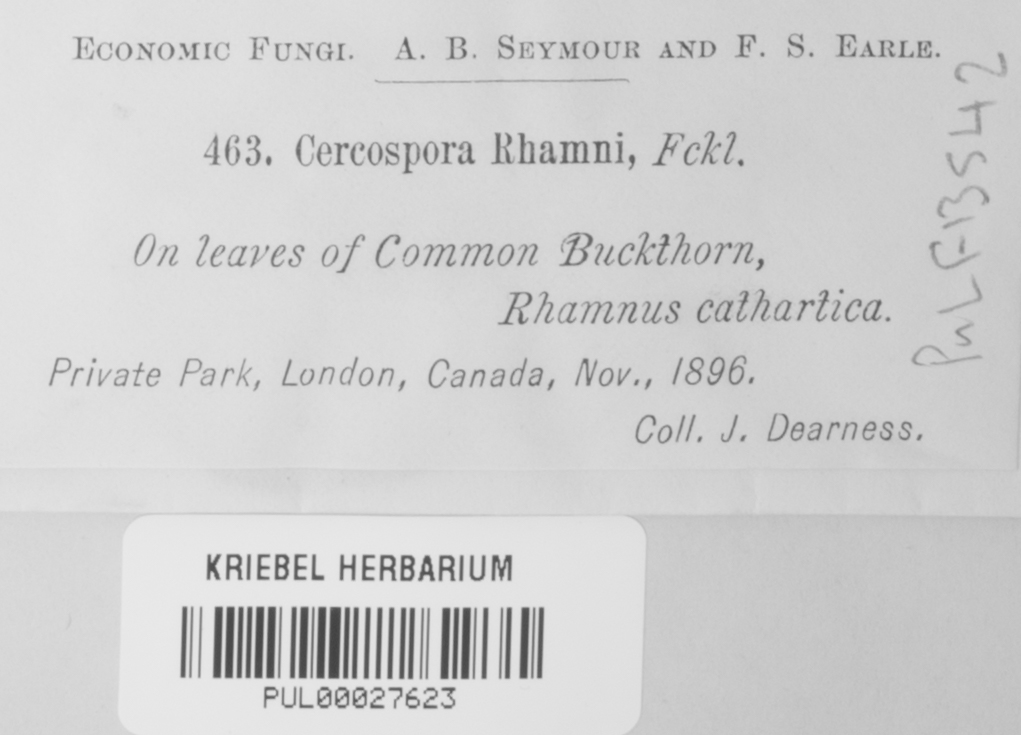 ECONOMIC FUNGI. A. B. SEYMOUR AND F. S. EARLE.
463. Cercospora Rhamni, Fckl.
On leaves of Common Buckthorn,
Rhamnus cathartica.
Private Park, London, Canada, Nov., 1896.
Coll. J. Dearness.
PuL F13542
KRIEBEL HERBARIUM
PUL00027623